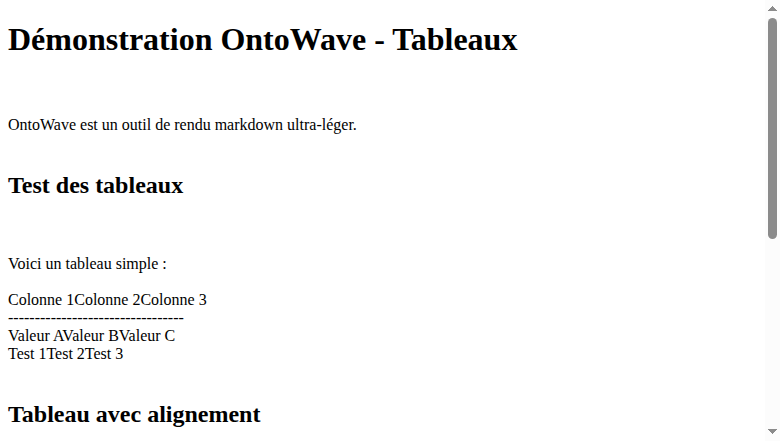 Démonstration OntoWave - Tableaux
OntoWave est un outil de rendu markdown ultra-léger.
Test des tableaux
Voici un tableau simple :
Colonne 1Colonne 2Colonne 3
---------------------------------
Valeur AValeur BValeur C
Test 1Test 2Test 3
Tableau avec alignement